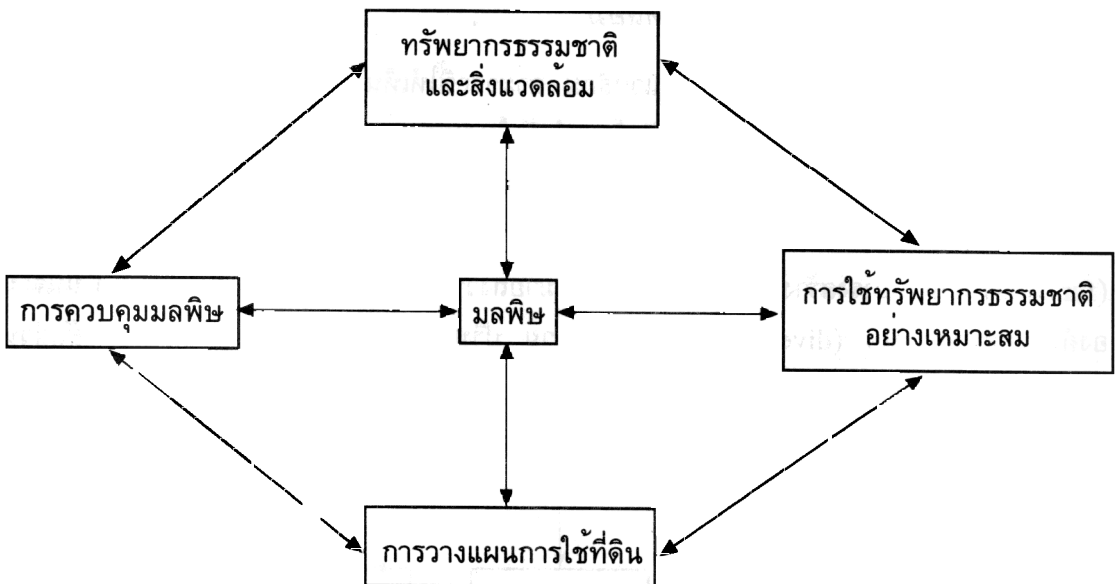 ทรัพยากรธรรมชาติ
และสิ่งแวดล้อม
การควบคุมมลพิษ
มลพิษ
การใช้ทรัพยากรธรรมชาติ
อย่างเหมาะสม
(dive
การวางแผนการใช้ที่ดิน